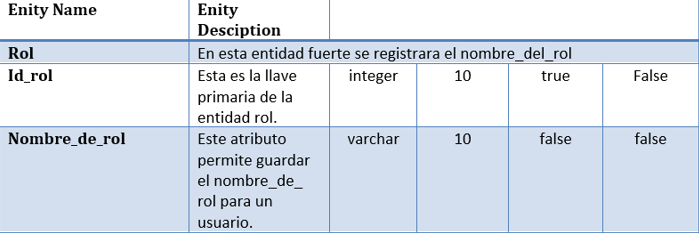 Enity Name Enity
Desciption
Rol En esta entidad fuerte se registrara el nombre_del_rol
Id_rol Esta es la llave integer 10 true False
primaria de la
entidad rol.
Nombre_de_rol Este atributo varchar 10 false false
permite guardar
el nombre_de_
rol para un
usuario.